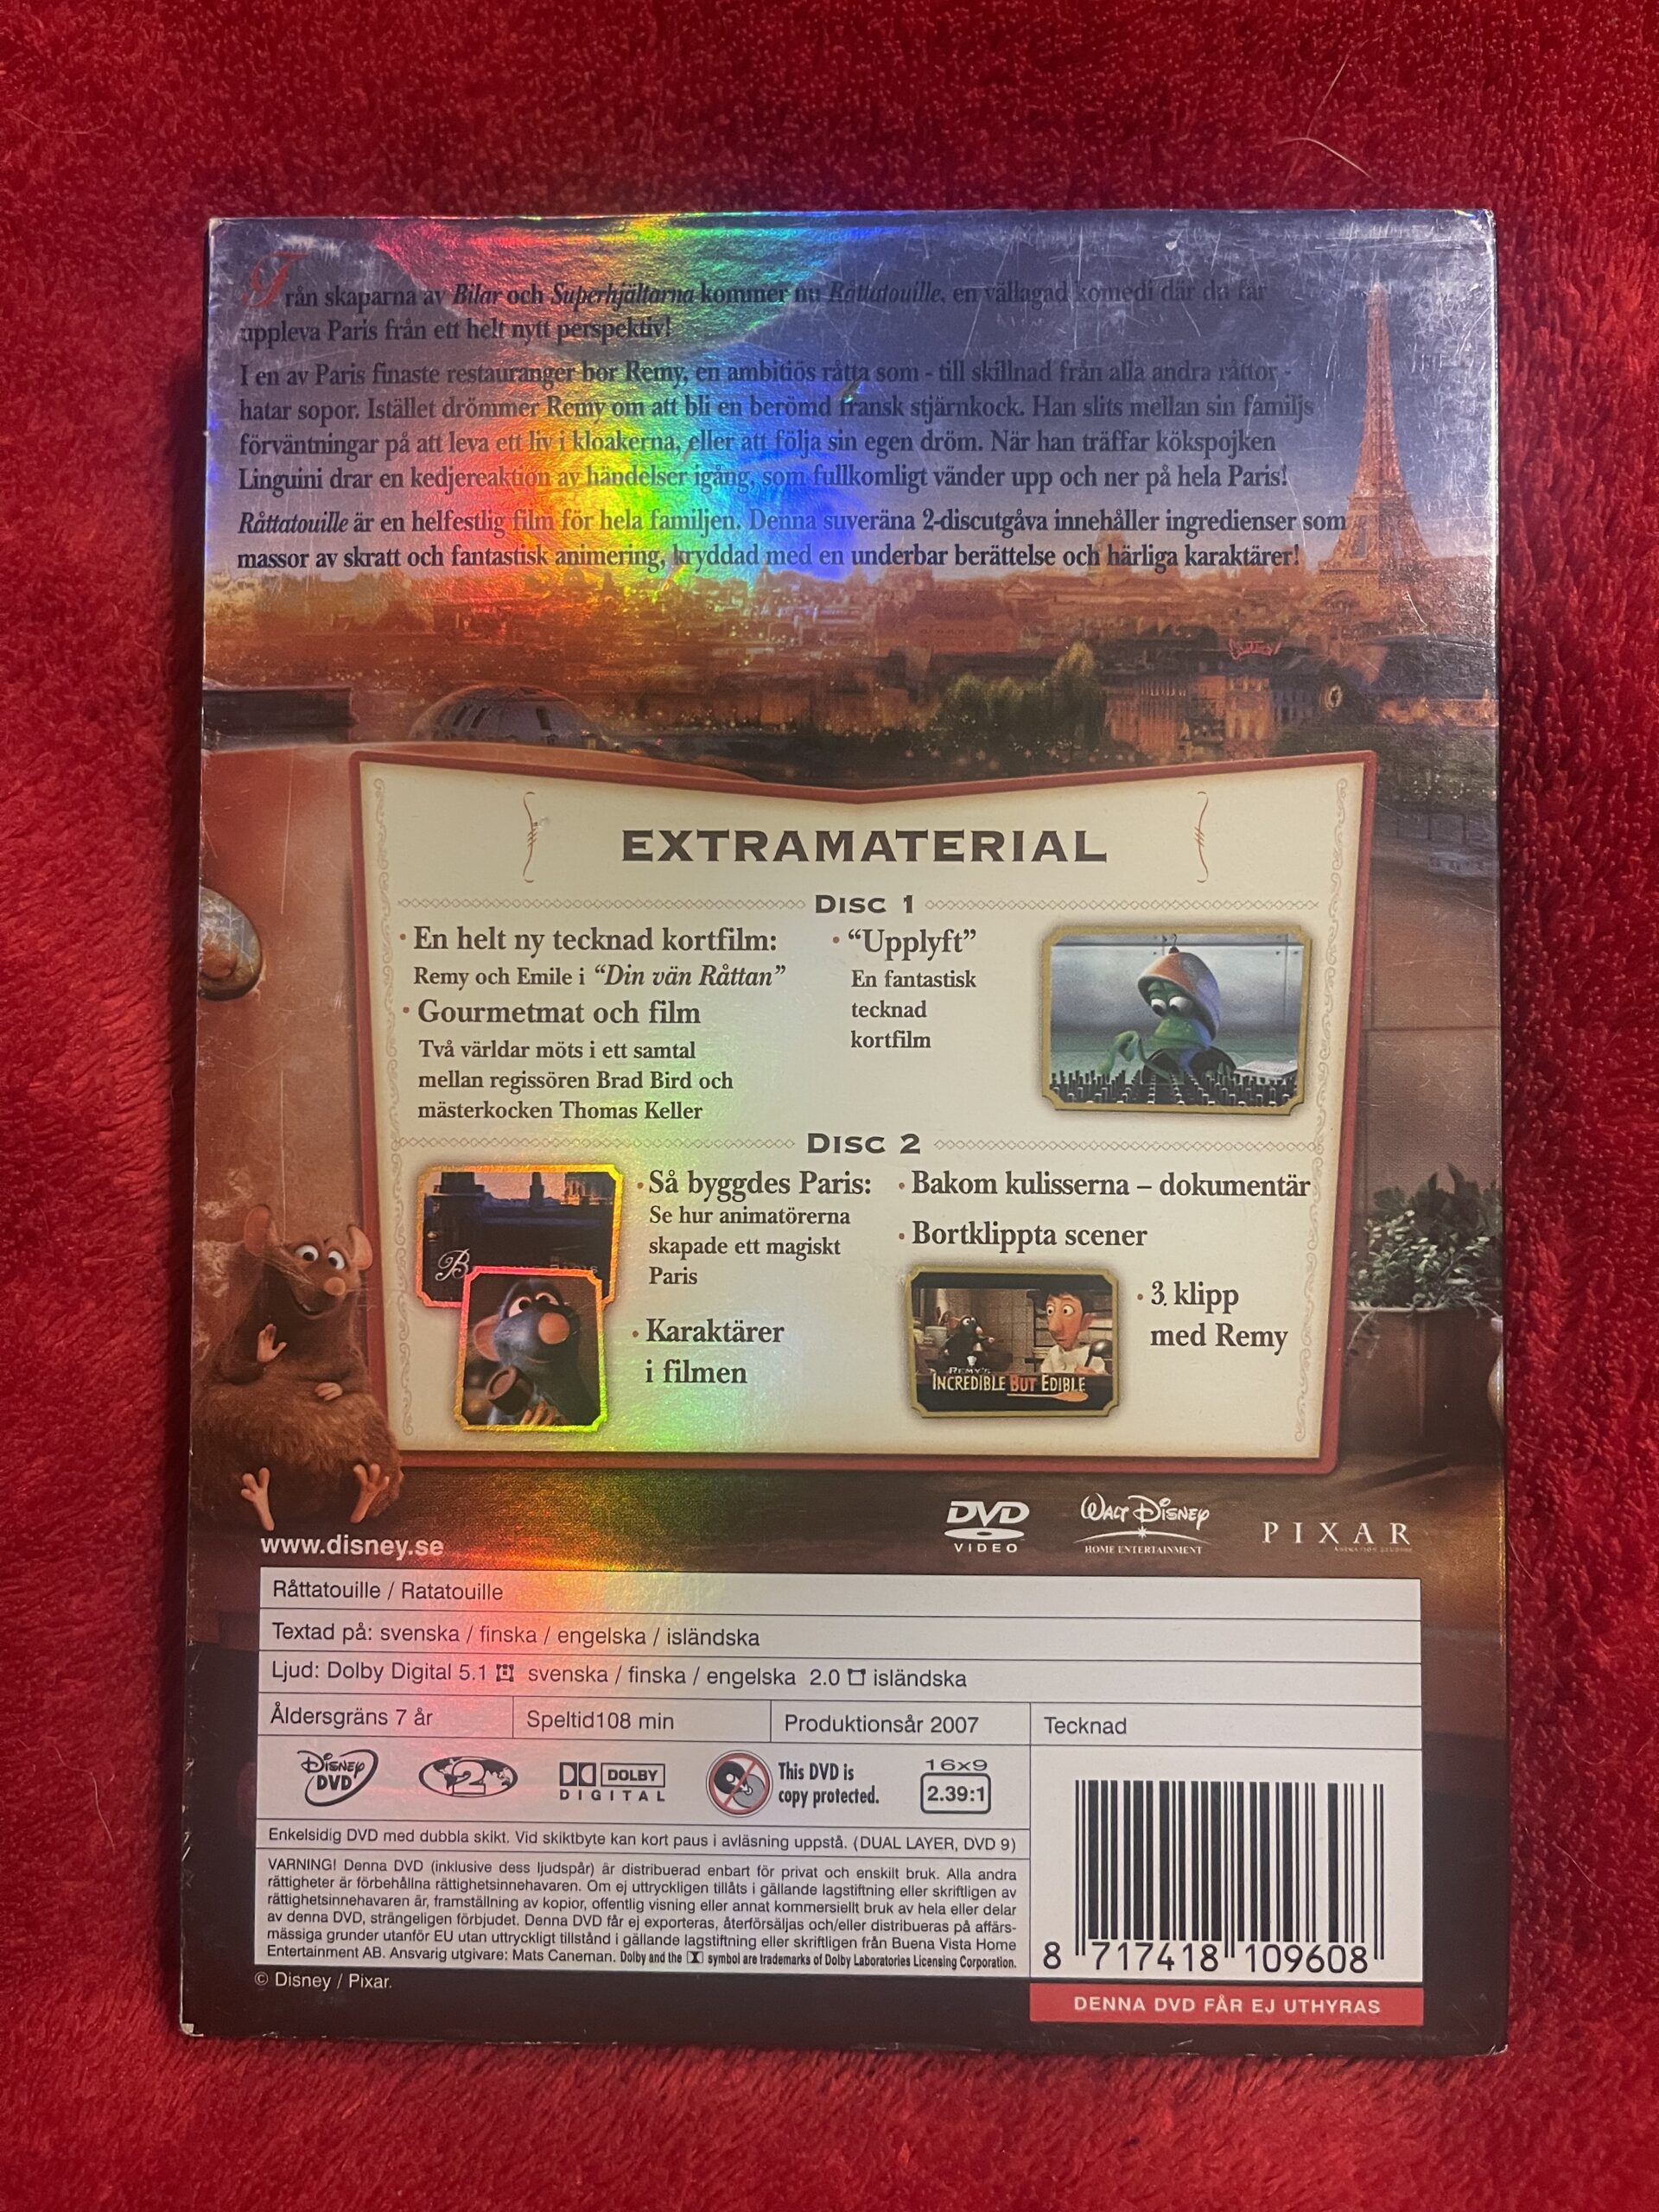 Från skaparna av Bilar och Superhjältarna kommer nu Råttatouille, en vällagad komedi där du får
uppleva Paris från ett helt nytt perspektiv!
I en av Paris finaste restauranger bor Remy, en ambitiös råtta som - till skillnad från alla andra råttor -
hatar sopor. Istället drömmer Remy om att bli en berömd fransk stjärnkock. Han slits mellan sin familjs
förväntningar på att leva ett liv i kloakerna, eller att följa sin egen dröm. När han träffar kökspojken
Linguini drar en kedjereaktion av händelser igång, som fullkomligt vänder upp och ner på hela Paris!
Råttatouille är en helfestlig film för hela familjen. Denna suveräna 2-discutgåva innehåller ingredienser som
massor av skratt och fantastisk animering, kryddad med en underbar berättelse och härliga karaktärer!
EXTRAMATERIAL
DISC 1
• En helt ny tecknad kortfilm:
Remy och Emile i “Din vän Råttan”
• Gourmetmat och film
Två världar möts i ett samtal
mellan regissören Brad Bird och
mästerkocken Thomas Keller
• “Upplyft”
En fantastisk
tecknad
kortfilm
DISC 2
• Så byggdes Paris:
Se hur animatörerna
skapade ett magiskt
Paris
• Karaktärer
i filmen
• Bakom kulisserna – dokumentär
• Bortklippta scener
REMY'S
INCREDIBLE BUT EDIBLE
• 3 klipp
med Remy
www.disney.se
DVD
VIDEO
WALT DISNEY
HOME ENTERTAINMENT
PIXAR
ANIMATION STUDIOS
Råttatouille / Ratatouille
Textad på: svenska / finska / engelska / isländska
Ljud: Dolby Digital 5.1 svenska / finska / engelska 2.0 isländska
Åldersgräns 7 år
Speltid108 min
Produktionsår 2007
Tecknad
DISNEY
DVD
2
DOLBY
DIGITAL
This DVD is
copy protected.
16x9
2.39:1
Enkelsidig DVD med dubbla skikt. Vid skiktbyte kan kort paus i avläsning uppstå. (DUAL LAYER, DVD 9)
VARNING! Denna DVD (inklusive dess ljudspår) är distribuerad enbart för privat och enskilt bruk. Alla andra
rättigheter är förbehållna rättighetsinnehavaren. Om ej uttryckligen tillåts i gällande lagstiftning eller skriftligen av
rättighetsinnehavaren är, framställning av kopior, offentlig visning eller annat kommersiellt bruk av hela eller delar
av denna DVD, strängeligen förbjudet. Denna DVD får ej exporteras, återförsäljas och/eller distribueras på affärs-
mässiga grunder utanför EU utan uttryckligt tillstånd i gällande lagstiftning eller skriftligen från Buena Vista Home
Entertainment AB. Ansvarig utgivare: Mats Caneman. Dolby and the symbol are trademarks of Dolby Laboratories Licensing Corporation.
8 717418 109608
© Disney / Pixar.
DENNA DVD FÅR EJ UTHYRAS